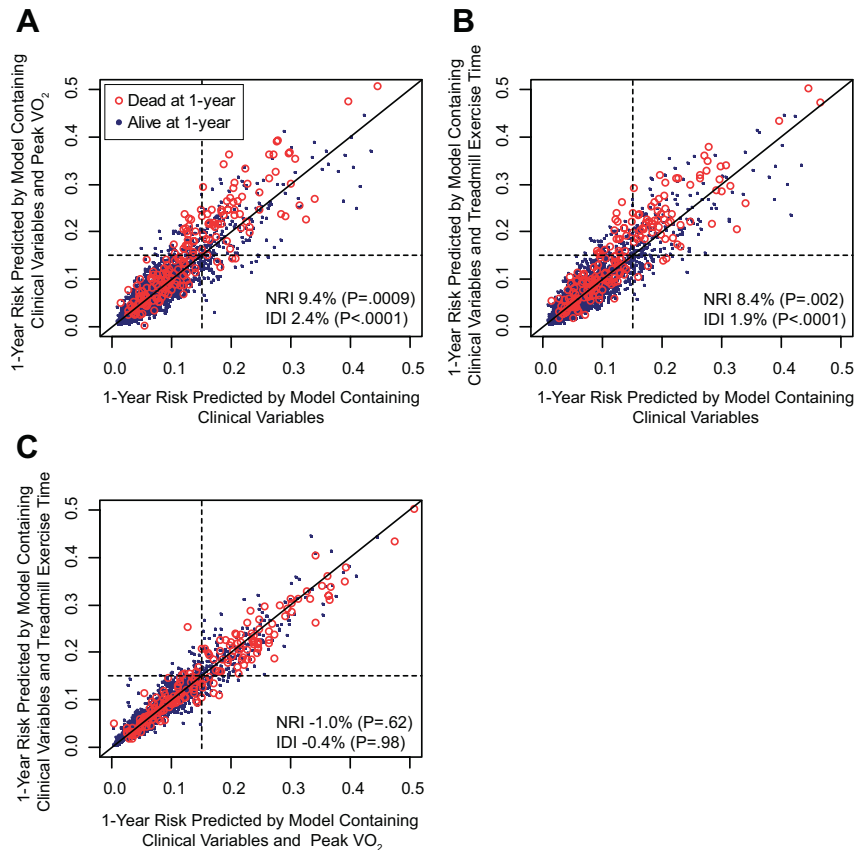 A
1-Year Risk Predicted by Model Containing
Clinical Variables and Peak VO2
0.5
0.4
0.3
0.2
0.1
0.0
Dead at 1-year
Alive at 1-year
NRI 9.4% (P=.0009)
IDI 2.4% (P<.0001)
0.0 0.1 0.2 0.3 0.4 0.5
1-Year Risk Predicted by Model Containing
Clinical Variables
B
1-Year Risk Predicted by Model Containing
Clinical Variables and Treadmill Exercise Time
0.5
0.4
0.3
0.2
0.1
0.0
NRI 8.4% (P=.002)
IDI 1.9% (P<.0001)
0.0 0.1 0.2 0.3 0.4 0.5
1-Year Risk Predicted by Model Containing
Clinical Variables
C
1-Year Risk Predicted by Model Containing
Clinical Variables and Treadmill Exercise Time
0.5
0.4
0.3
0.2
0.1
0.0
NRI -1.0% (P=.62)
IDI -0.4% (P=.98)
0.0 0.1 0.2 0.3 0.4 0.5
1-Year Risk Predicted by Model Containing
Clinical Variables and Peak VO2